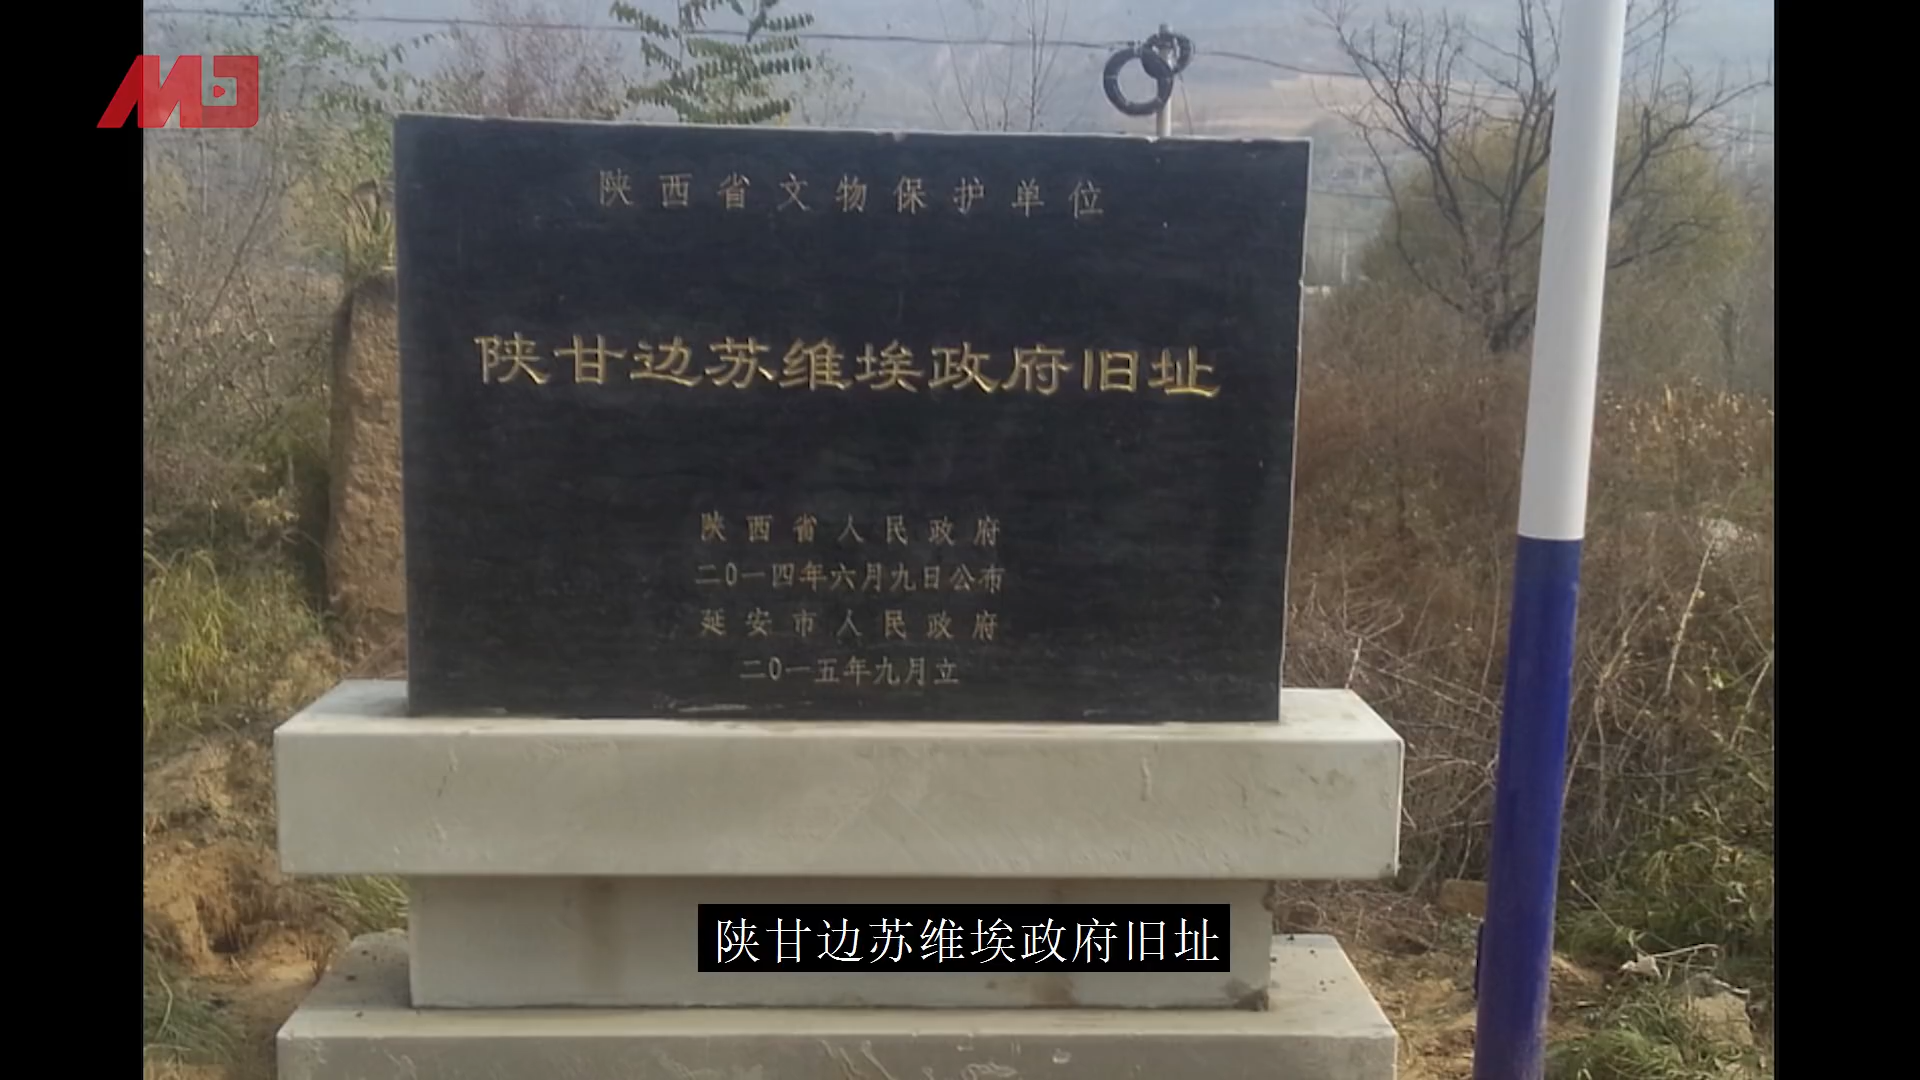 陕西省文物保护单位
陕甘边苏维埃政府旧址
陕西省人民政府
二〇一四年六月九日公布
延安市人民政府
二〇一五年九月立
陕甘边苏维埃政府旧址